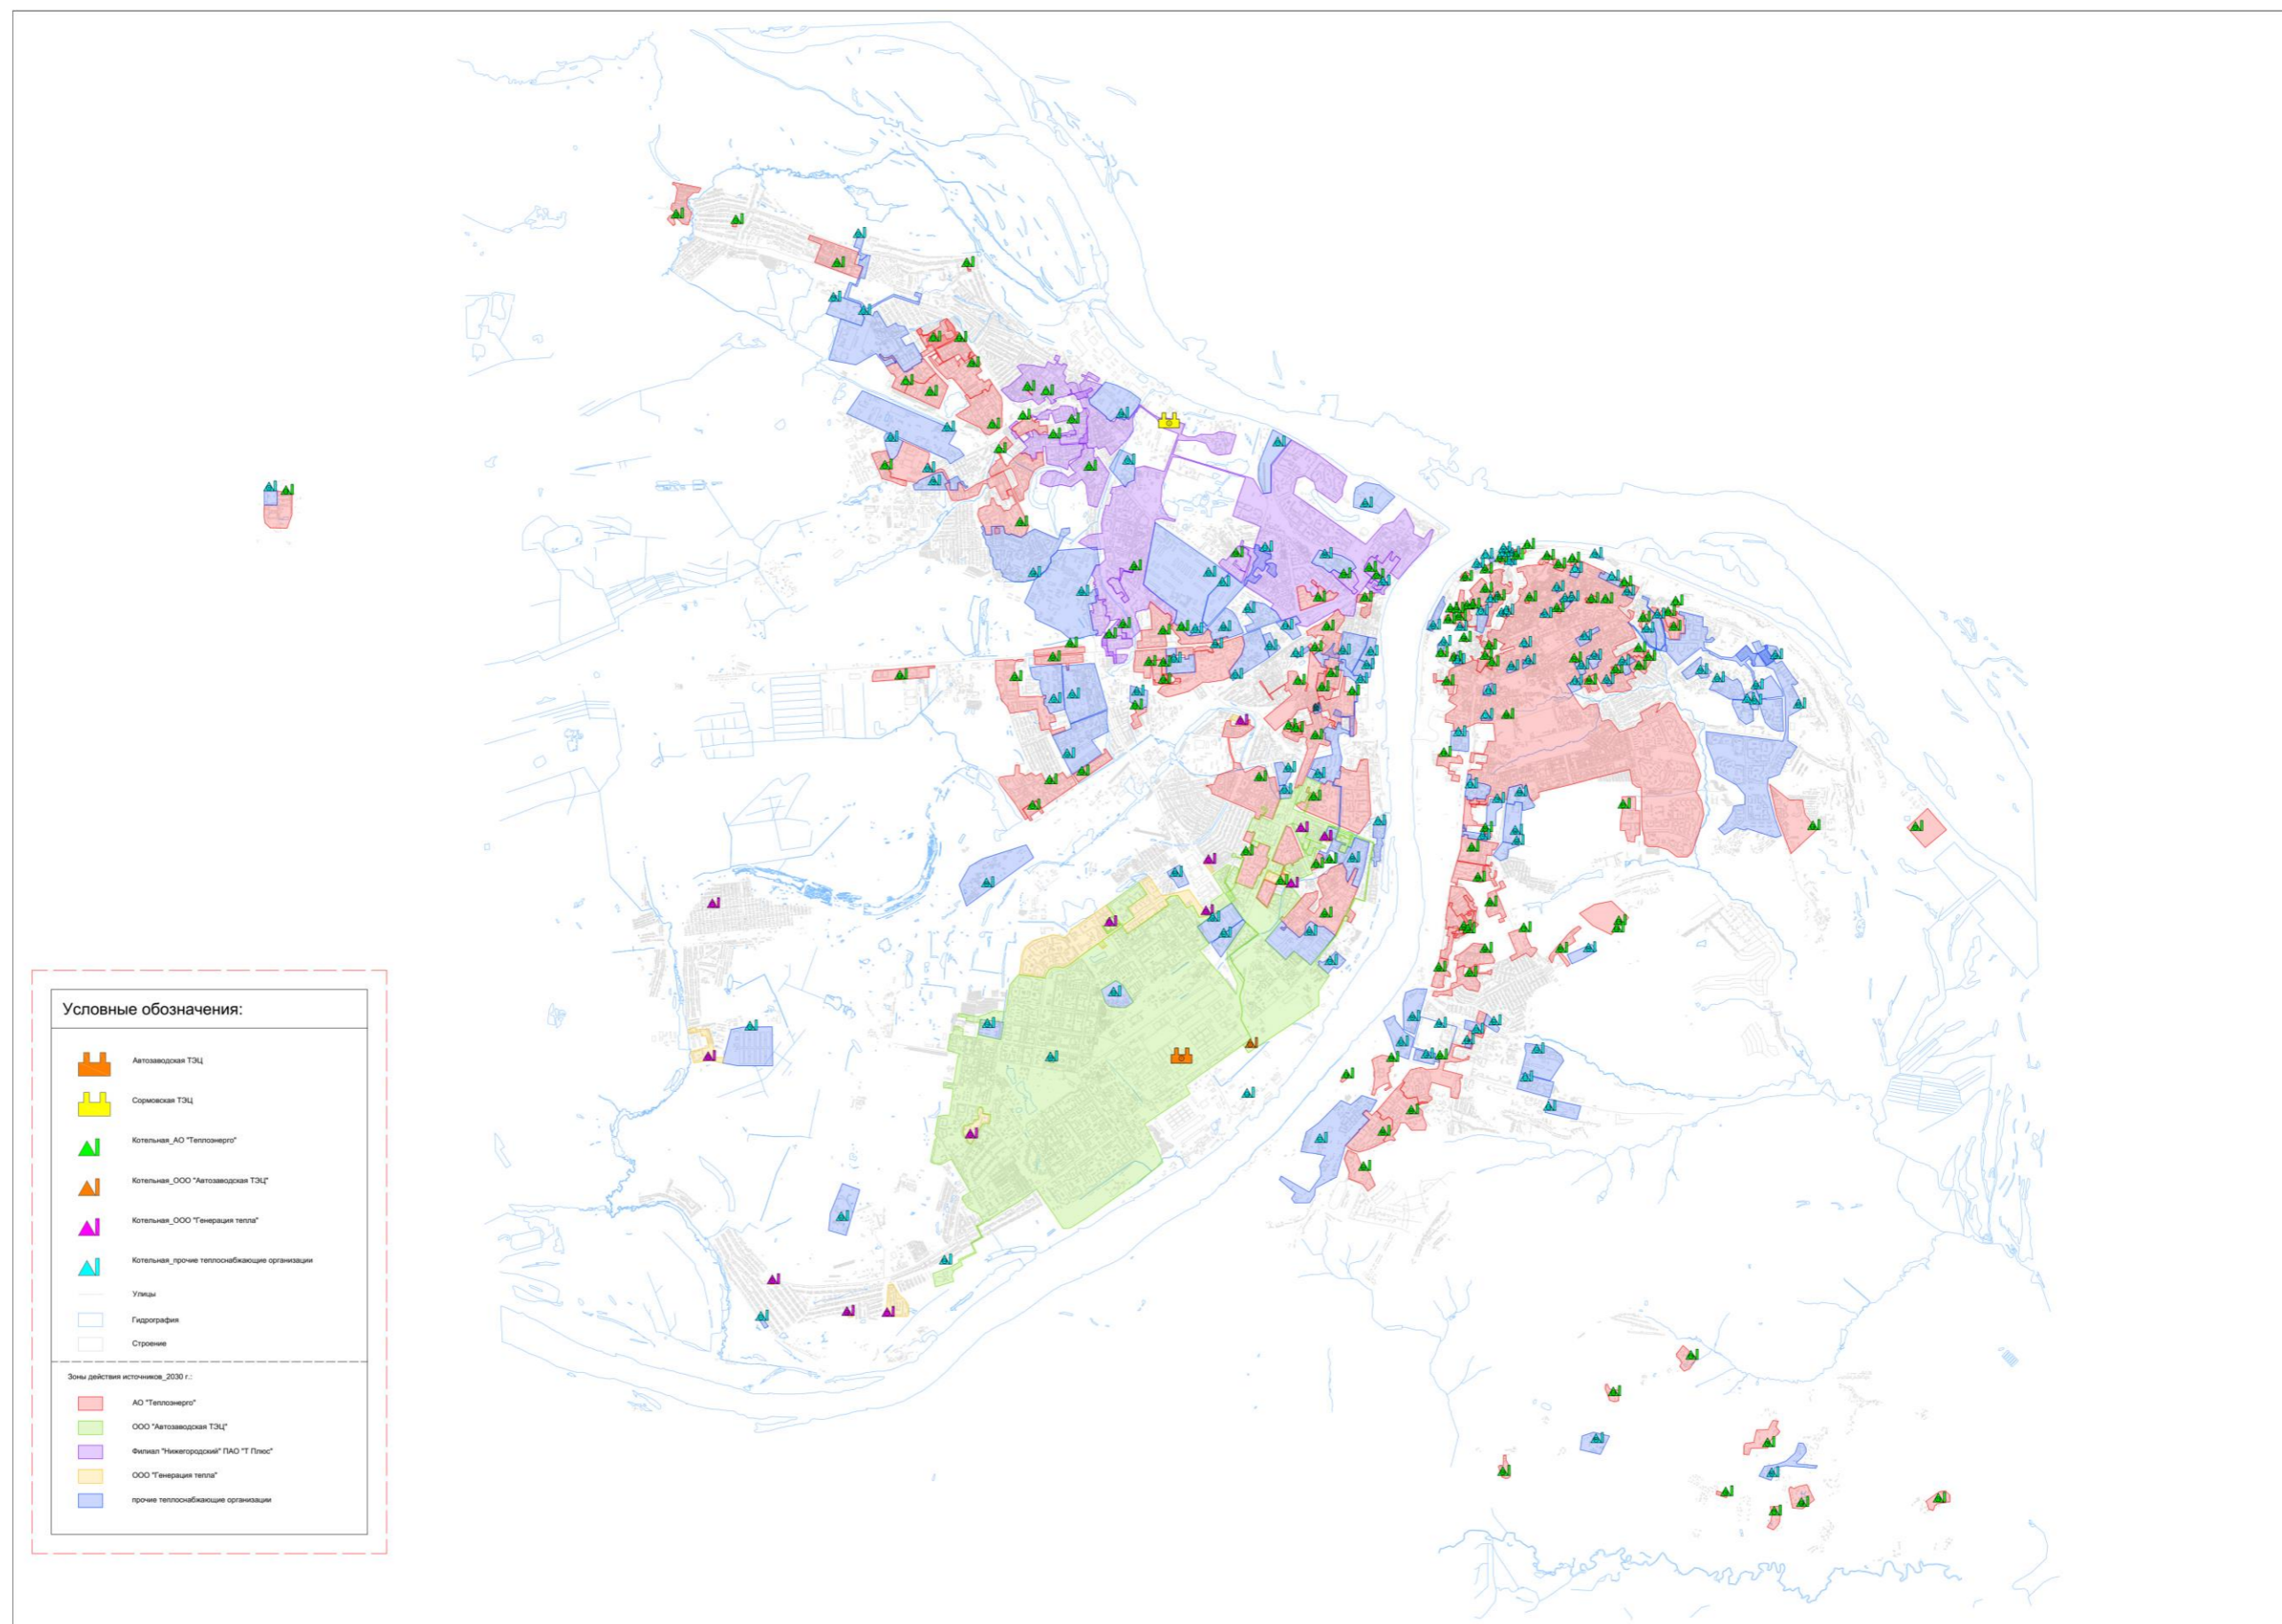 Условные обозначения:
Автозаводская ТЭЦ
Сормовская ТЭЦ
Котельная_АО "Теплоэнерго"
Котельная_ООО "Автозаводская ТЭЦ"
Котельная_ООО "Генерация тепла"
Котельная_прочие теплоснабжающие организации
Улицы
Гидрография
Строение
Зоны действия источников_2030 г.:
АО "Теплоэнерго"
ООО "Автозаводская ТЭЦ"
Филиал "Нижегородский" ПАО "Т Плюс"
ООО "Генерация тепла"
прочие теплоснабжающие организации